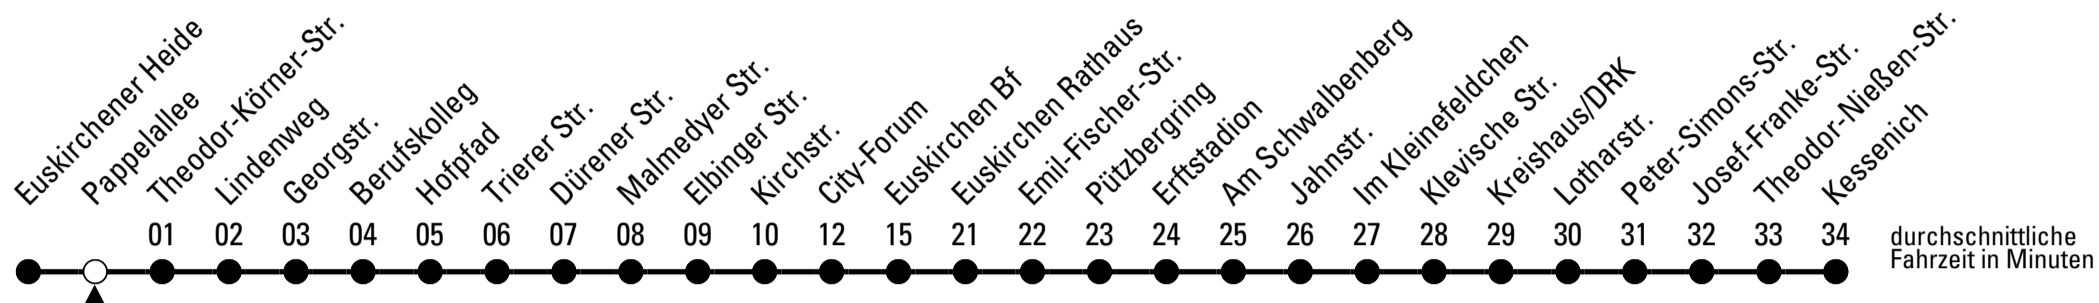 Euskirchener Heide
Pappelallee
Theodor-Körner-Str.
Lindenweg
Georgstr.
Berufskolleg
Hofpfad
Trierer Str.
Dürener Str.
Malmedyer Str.
Elbinger Str.
Kirchstr.
City-Forum
Euskirchen Bf
Euskirchen Rathaus
Emil-Fischer-Str.
Pützbergring
Erftstadion
Am Schwalbenberg
Jahnstr.
Im Kleinefeldchen
Klevische Str.
Kreishaus/DRK
Lotharstr.
Peter-Simons-Str.
Josef-Franke-Str.
Theodor-Nießen-Str.
Kessenich
01 02 03 04 05 06 07 08 09 10 12 15 21 22 23 24 25 26 27 28 29 30 31 32 33 34
durchschnittliche
Fahrzeit in Minuten